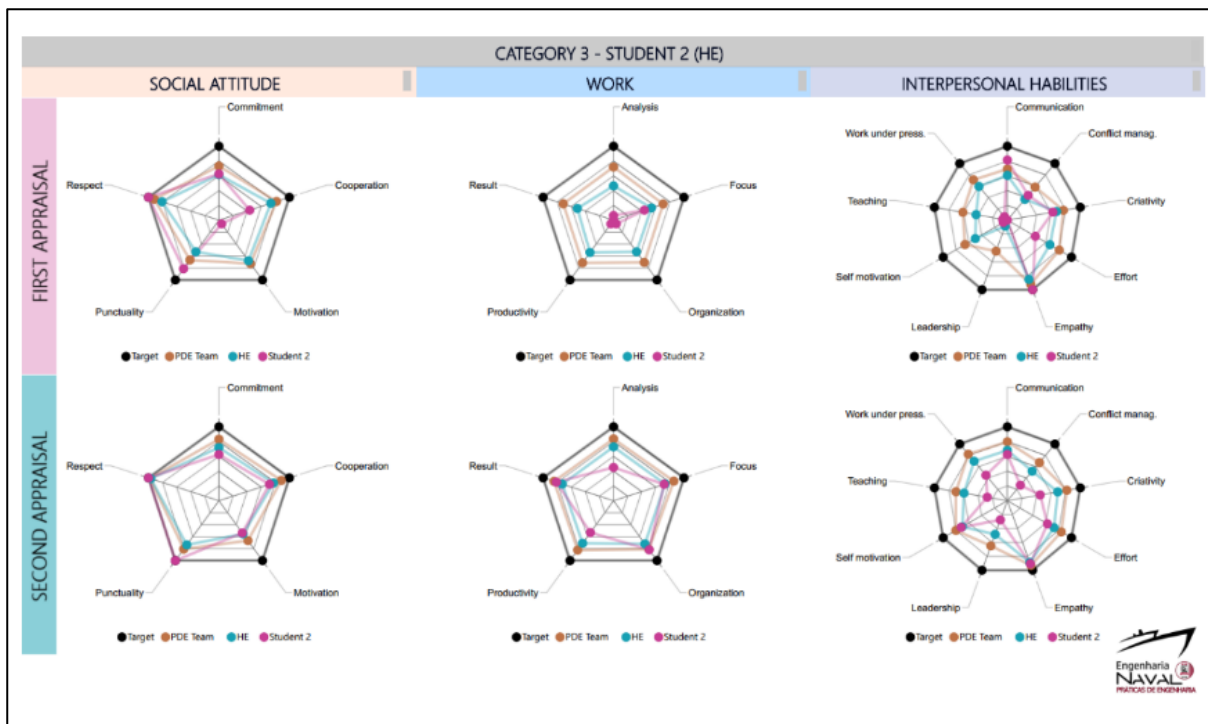 CATEGORY 3 - STUDENT 2 (HE)
SOCIAL ATTITUDE
WORK
INTERPERSONAL HABILITIES
FIRST APPRAISAL
Commitment
Respect
Cooperation
Punctuality
Motivation
Target PDE Team HE Student 2
Analysis
Result
Focus
Productivity
Organization
Target PDE Team HE Student 2
Communication
Work under press.
Conflict manag.
Teaching
Criativity
Self motivation
Effort
Leadership
Empathy
Target PDE Team HE Student 2
SECOND APPRAISAL
Commitment
Respect
Cooperation
Punctuality
Motivation
Target PDE Team HE Student 2
Analysis
Result
Focus
Productivity
Organization
Target PDE Team HE Student 2
Communication
Work under press.
Conflict manag.
Teaching
Criativity
Self motivation
Effort
Leadership
Empathy
Target PDE Team HE Student 2
Engenharia
NAVAL
PRÁTICAS DE ENGENHARIA